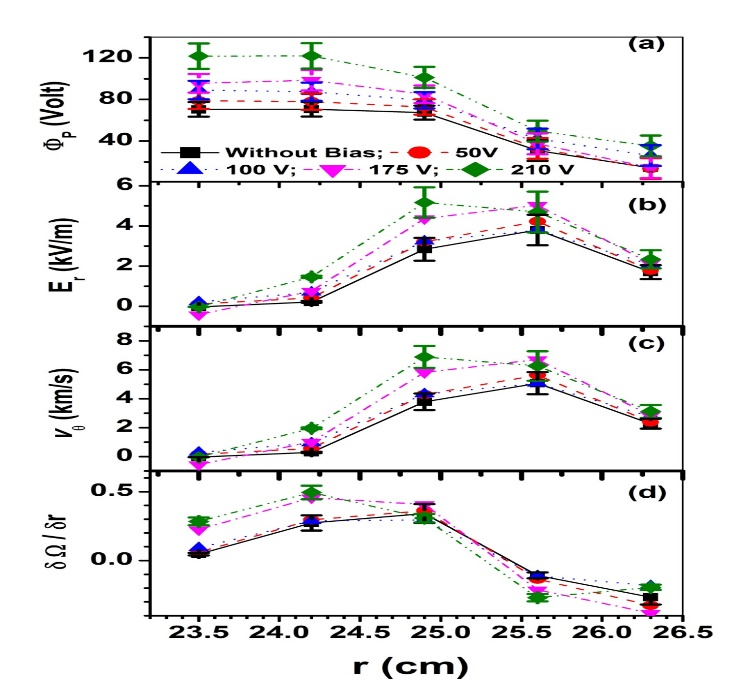 (a)
120
80
40
Φp (Volt)
Without Bias; 50V
100 V; 175 V; 210 V
(b)
6
4
2
0
Er (kV/m)
(c)
8
6
4
2
0
vθ (km/s)
(d)
0.5
0.0
δ Ω / δr
23.5 24.0 24.5 25.0 25.5 26.0 26.5
r (cm)